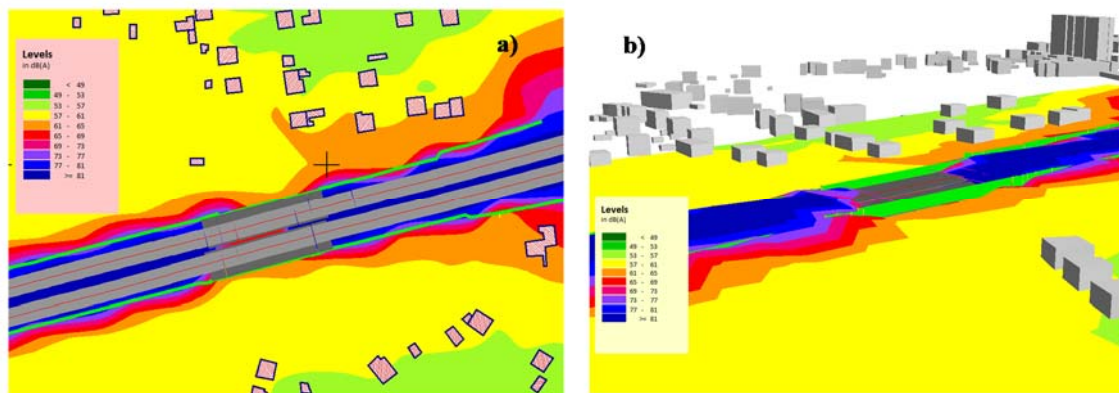 a)
Levels
in dB(A)
< 49
49 - 53
53 - 57
57 - 61
61 - 65
65 - 69
69 - 73
73 - 77
77 - 81
>= 81
b)
Levels
in dB(A)
< 49
49 - 53
53 - 57
57 - 61
61 - 65
65 - 69
69 - 73
73 - 77
77 - 81
>= 81